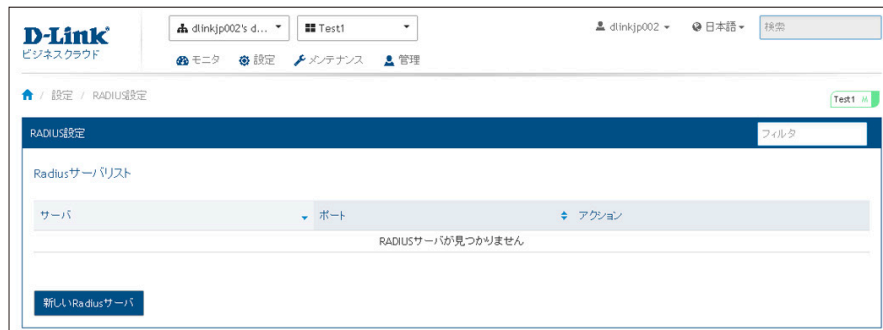 D-Link
ビジネスクラウド
dlinkjp002's d...
Test1
dlinkjp002
日本語
検索
モニタ 設定 メンテナンス 管理
/ 設定 / RADIUS設定
Test1 M
RADIUS設定
フィルタ
Radiusサーバリスト
サーバ ポート アクション
RADIUSサーバが見つかりません
新しいRadiusサーバ